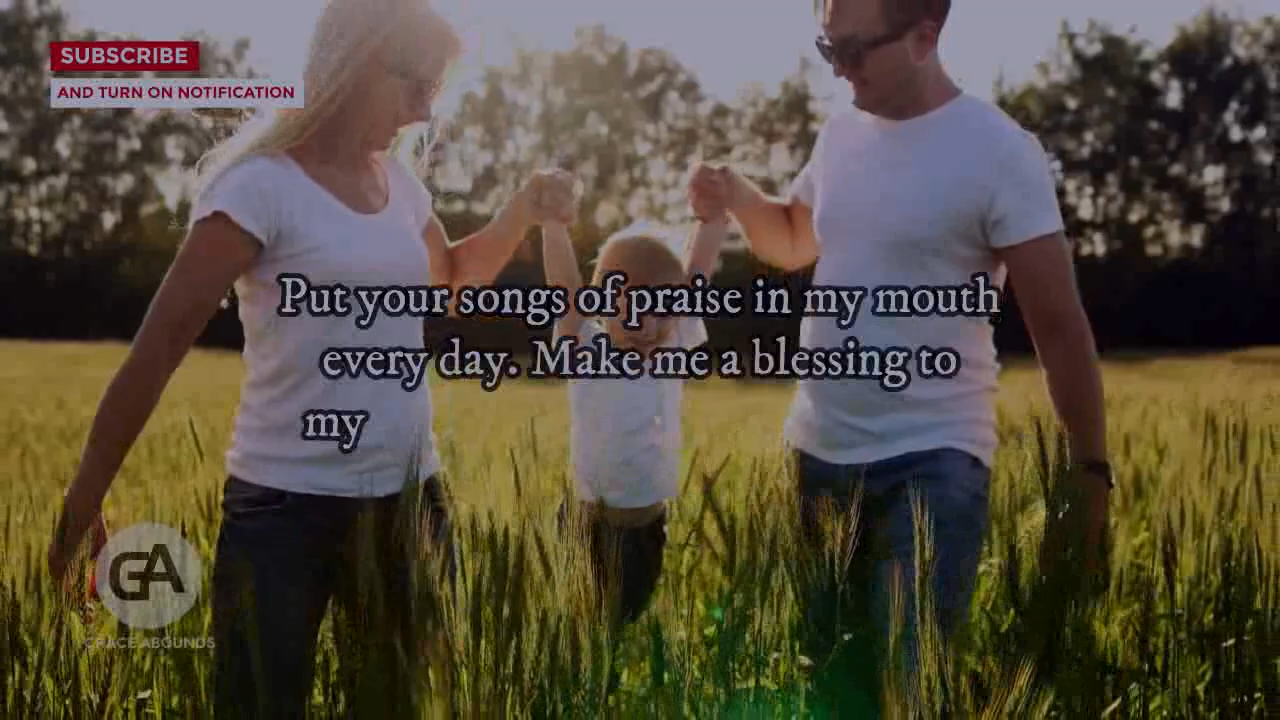 SUBSCRIBE
AND TURN ON NOTIFICATION
Put your songs of praise in my mouth
every day. Make me a blessing to
my
GA
GRACE ABOUNDS